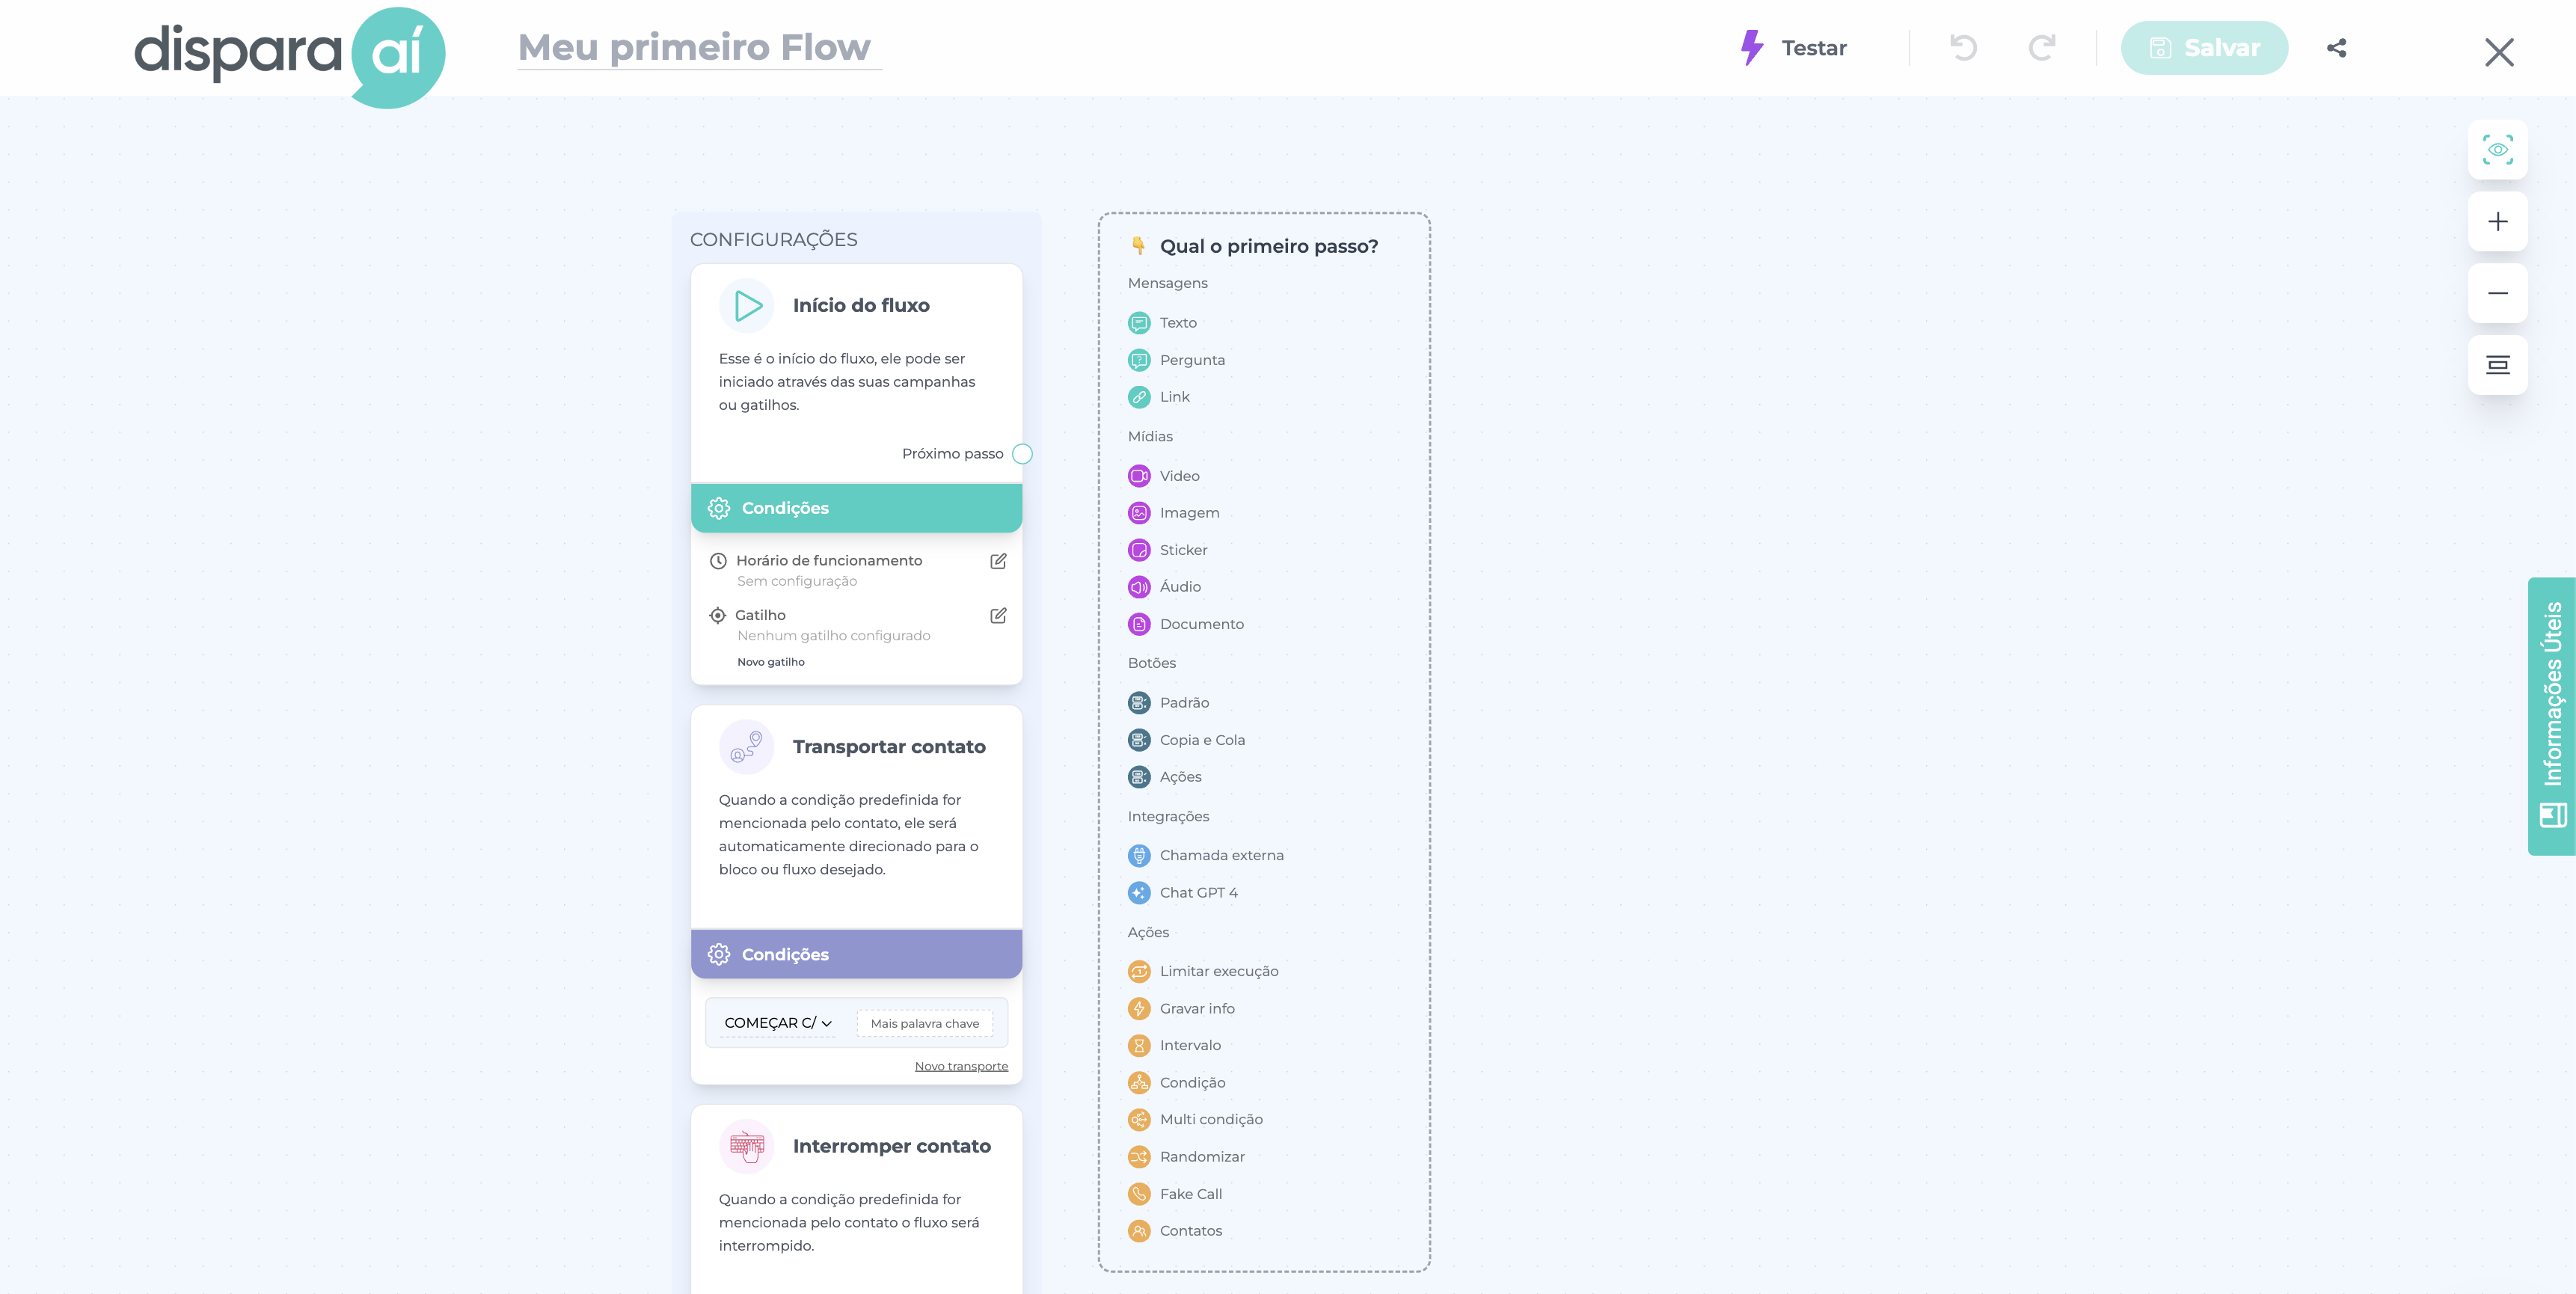 dispara aí
Meu primeiro Flow
Testar
Salvar
CONFIGURAÇÕES
Início do fluxo
Esse é o início do fluxo, ele pode ser
iniciado através das suas campanhas
ou gatilhos.
Próximo passo
Condições
Horário de funcionamento
Sem configuração
Gatilho
Nenhum gatilho configurado
Novo gatilho
Transportar contato
Quando a condição predefinida for
mencionada pelo contato, ele será
automaticamente direcionado para o
bloco ou fluxo desejado.
Condições
COMEÇAR C/
Mais palavra chave
Novo transporte
Interromper contato
Quando a condição predefinida for
mencionada pelo contato o fluxo será
interrompido.
Qual o primeiro passo?
Mensagens
Texto
Pergunta
Link
Mídias
Video
Imagem
Sticker
Áudio
Documento
Botões
Padrão
Copia e Cola
Ações
Integrações
Chamada externa
Chat GPT 4
Ações
Limitar execução
Gravar info
Intervalo
Condição
Multi condição
Randomizar
Fake Call
Contatos
Informações Úteis